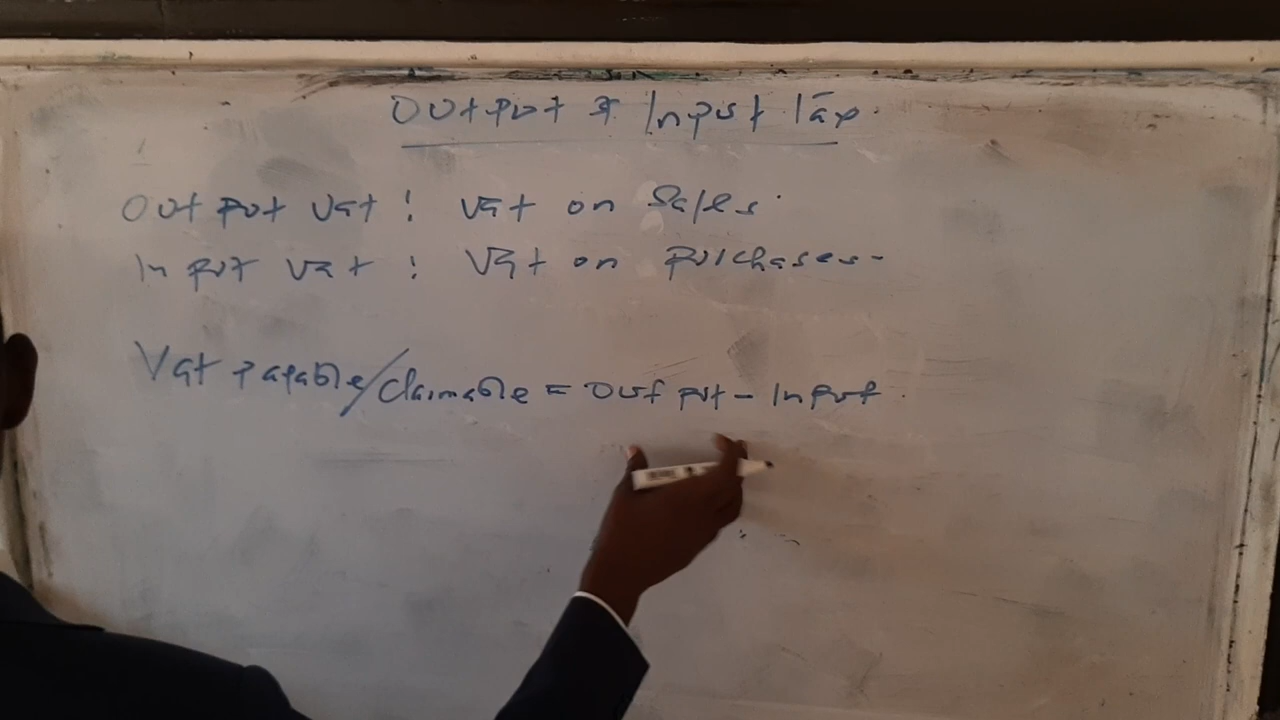 Output & Input Tax.
Output Vat : Vat on Sales.
Input Vat : Vat on purchases-
Vat payable/claimable = Output - Input.